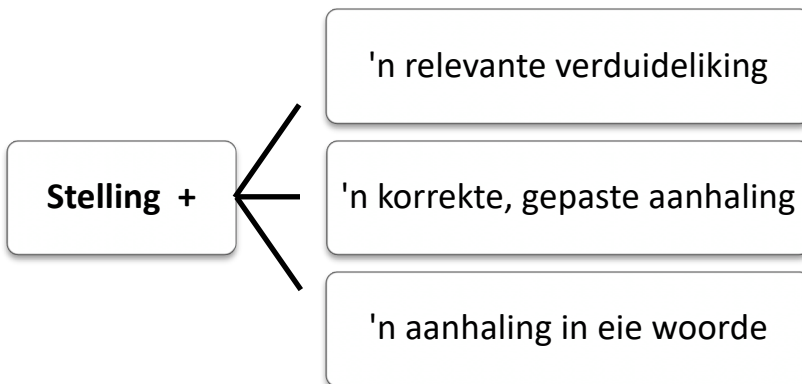 'n relevante verduideliking
Stelling +
'n korrekte, gepaste aanhaling
'n aanhaling in eie woorde